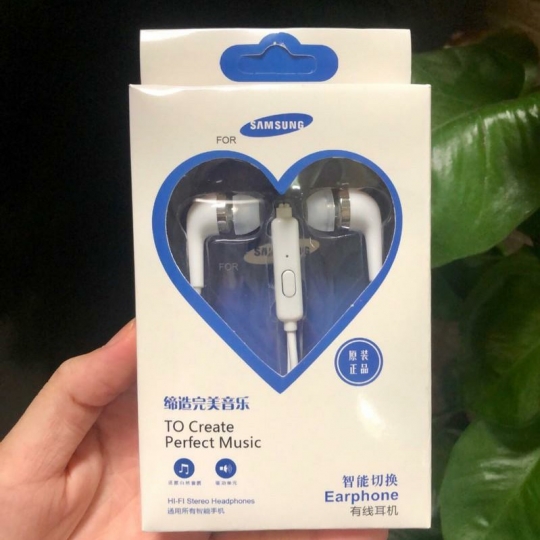 FOR
SAMSUNG
SAMSUNG
FOR
原装
正品
缔造完美音乐
TO Create
Perfect Music
HI-FI Stereo Headphones
通用所有智能手机
智能切换
Earphone
有线耳机